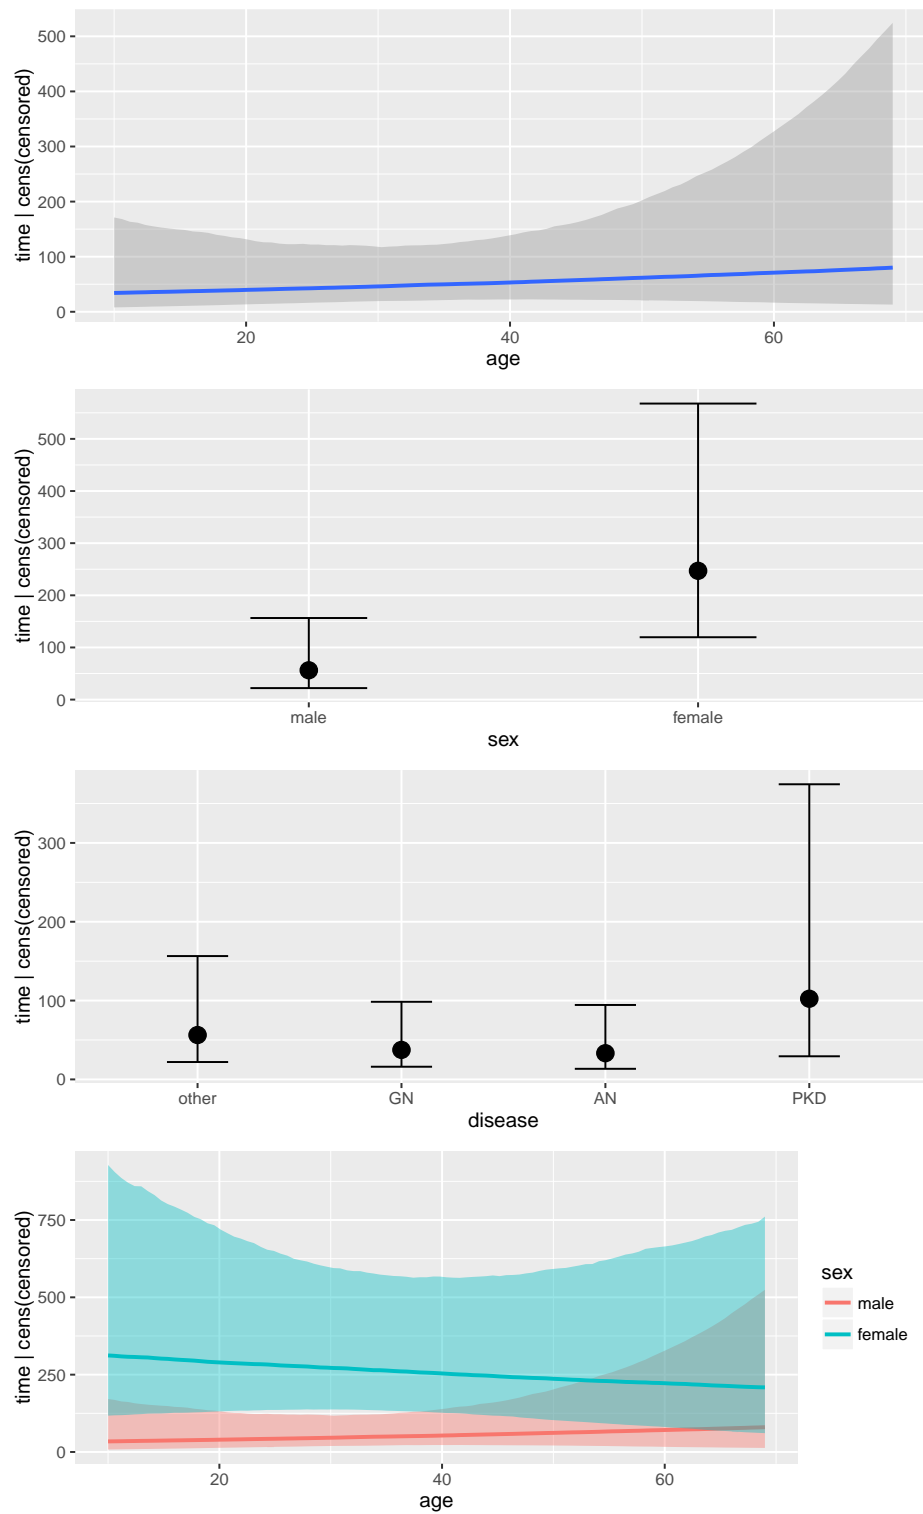 time | cens(censored)
500
400
300
200
100
0
20 40 60
age
time | cens(censored)
500
400
300
200
100
0
male female
sex
time | cens(censored)
300
200
100
0
other GN AN PKD
disease
time | cens(censored)
750
500
250
0
20 40 60
age
sex
male
female